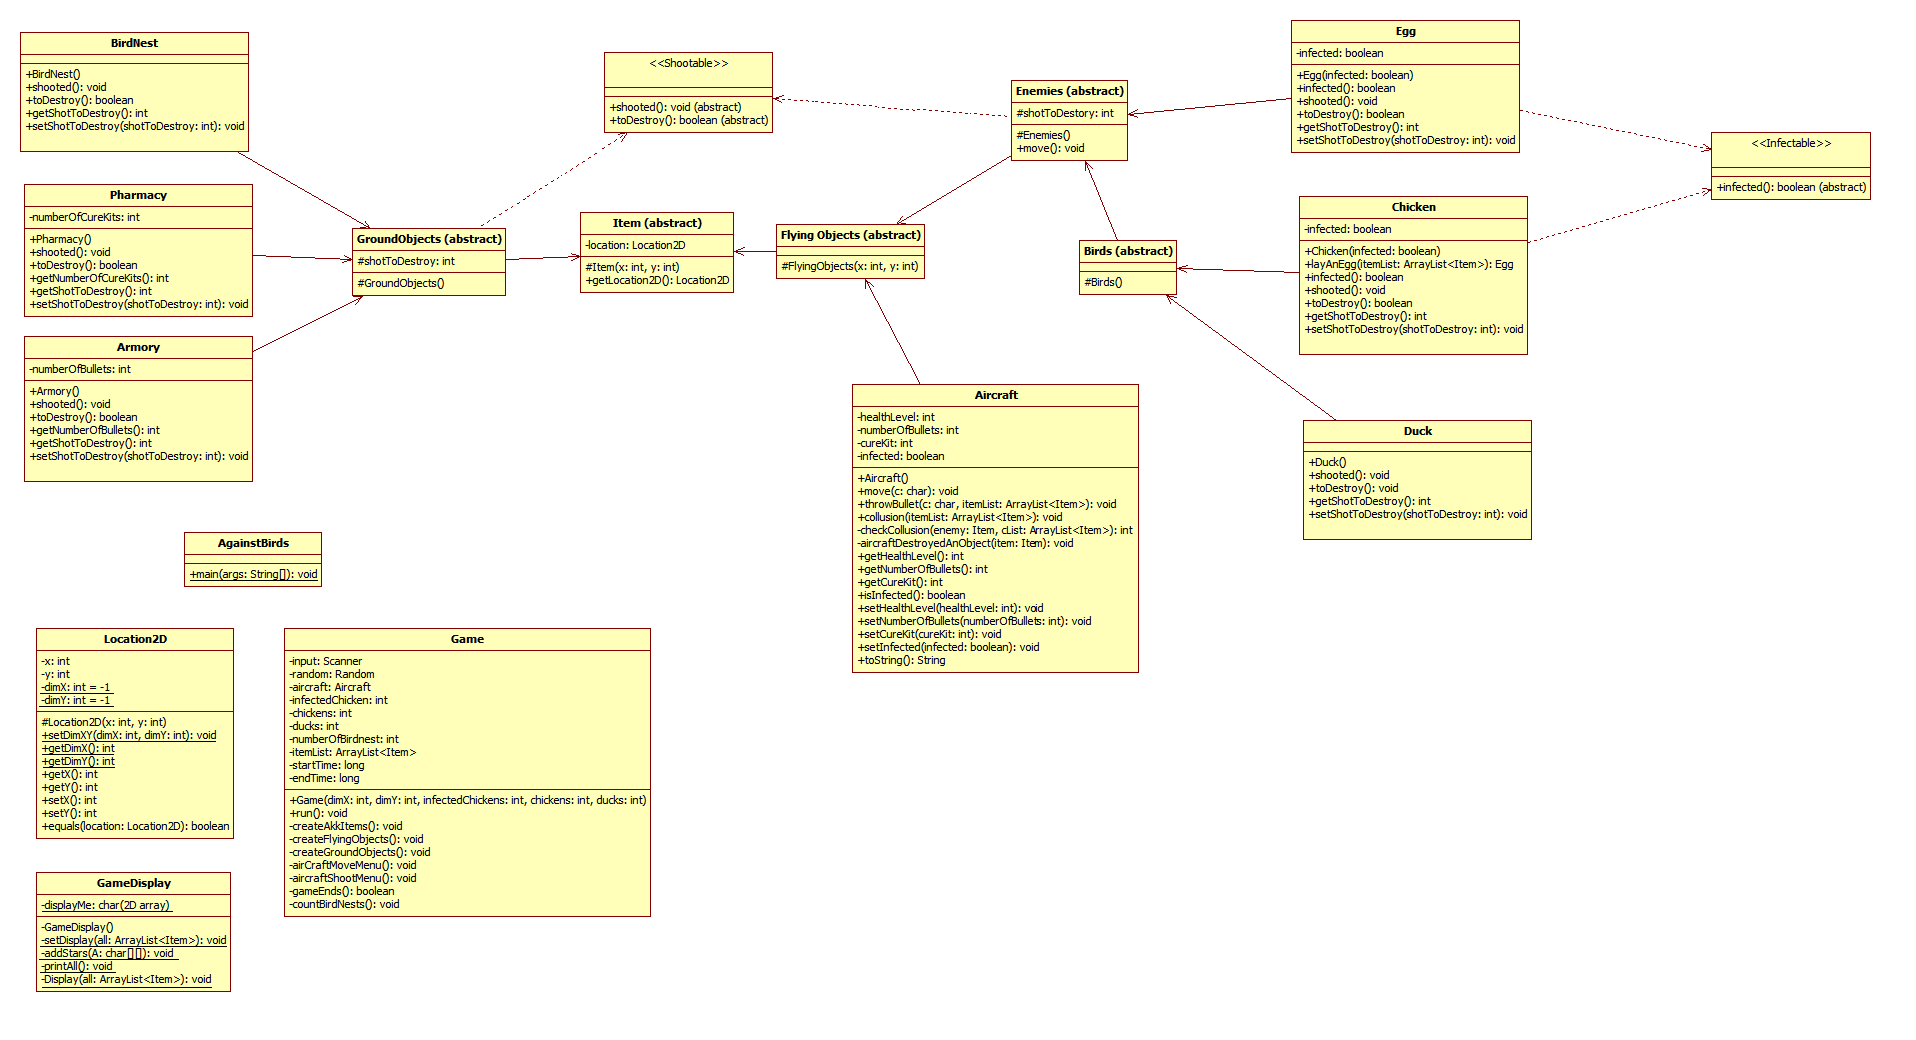 BirdNest
+BirdNest()
+shooted(): void
+toDestroy(): boolean
+getShotToDestroy(): int
+setShotToDestroy(shotToDestroy: int): void
Pharmacy
-numberOfCureKits: int
+Pharmacy()
+shooted(): void
+toDestroy(): boolean
+getNumberOfCureKits(): int
+getShotToDestroy(): int
+setShotToDestroy(shotToDestroy: int): void
Armory
-numberOfBullets: int
+Armory()
+shooted(): void
+toDestroy(): boolean
+getNumberOfBullets(): int
+getShotToDestroy(): int
+setShotToDestroy(shotToDestroy: int): void
GroundObjects (abstract)
#shotToDestroy: int
#GroundObjects()
<<Shootable>>
+shooted(): void (abstract)
+toDestroy(): boolean (abstract)
Item (abstract)
-location: Location2D
#Item(x: int, y: int)
+getLocation2D(): Location2D
Flying Objects (abstract)
#FlyingObjects(x: int, y: int)
Enemies (abstract)
#shotToDestory: int
#Enemies()
+move(): void
Birds (abstract)
#Birds()
Egg
-infected: boolean
+Egg(infected: boolean)
+infected(): boolean
+shooted(): void
+toDestroy(): boolean
+getShotToDestroy(): int
+setShotToDestroy(shotToDestroy: int): void
<<Infectable>>
+infected(): boolean (abstract)
Chicken
-infected: boolean
+Chicken(infected: boolean)
+layAnEgg(itemList: ArrayList<Item>): Egg
+infected(): boolean
+shooted(): void
+toDestroy(): boolean
+getShotToDestroy(): int
+setShotToDestroy(shotToDestroy: int): void
Duck
+Duck()
+shooted(): void
+toDestroy(): void
+getShotToDestroy(): int
+setShotToDestroy(shotToDestroy: int): void
Aircraft
-healthLevel: int
-numberOfBullets: int
-cureKit: int
-infected: boolean
+Aircraft()
+move(c: char): void
+throwBullet(c: char, itemList: ArrayList<Item>): void
+collusion(itemList: ArrayList<Item>): void
-checkCollusion(enemy: Item, cList: ArrayList<Item>): int
-aircraftDestroyedAnObject(item: Item): void
+getHealthLevel(): int
+getNumberOfBullets(): int
+getCureKit(): int
+isInfected(): boolean
+setHealthLevel(healthLevel: int): void
+setNumberOfBullets(numberOfBullets: int): void
+setCureKit(cureKit: int): void
+setInfected(infected: boolean): void
+toString(): String
AgainstBirds
+main(args: String[]): void
Location2D
-x: int
-y: int
-dimX: int = -1
-dimY: int = -1
#Location2D(x: int, y: int)
+setDimXY(dimX: int, dimY: int): void
+getDimX(): int
+getDimY(): int
+getX(): int
+getY(): int
+setX(): int
+setY(): int
+equals(location: Location2D): boolean
Game
-input: Scanner
-random: Random
-aircraft: Aircraft
-infectedChicken: int
-chickens: int
-ducks: int
-numberOfBirdnest: int
-itemList: ArrayList<Item>
-startTime: long
-endTime: long
+Game(dimX: int, dimY: int, infectedChickens: int, chickens: int, ducks: int)
+run(): void
-createAkkItems(): void
-createFlyingObjects(): void
-createGroundObjects(): void
-airCraftMoveMenu(): void
-aircraftShootMenu(): void
-gameEnds(): boolean
-countBirdNests(): void
GameDisplay
-displayMe: char(2D array)
-GameDisplay()
-setDisplay(all: ArrayList<Item>): void
-addStars(A: char[][]): void
-printAll(): void
-Display(all: ArrayList<Item>): void